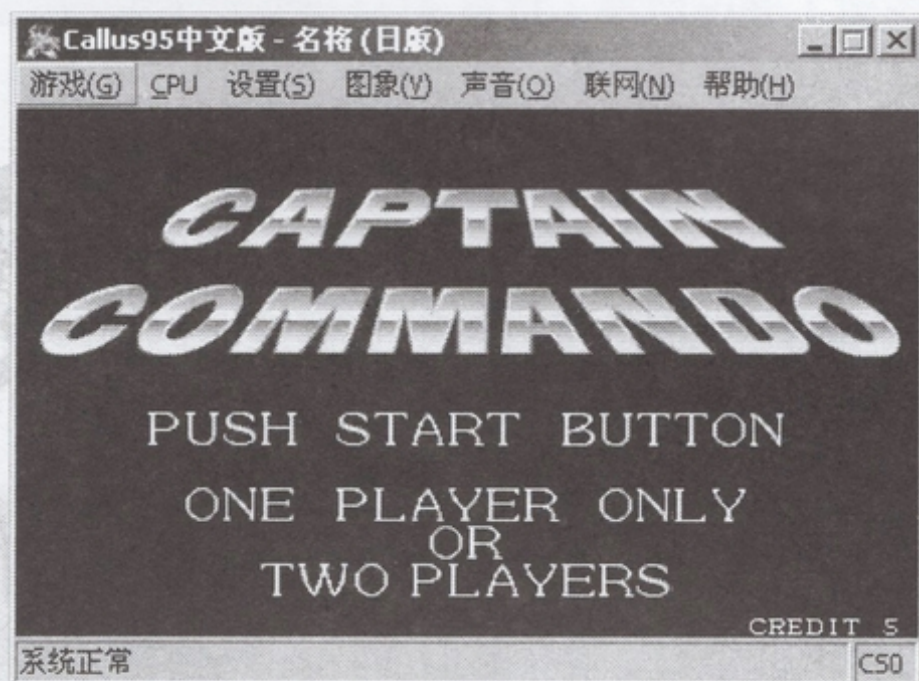 Callus95中文版 - 名将 (日版)
游戏(G) CPU 设置(S) 图象(V) 声音(O) 联网(N) 帮助(H)
CAPTAIN
COMMANDO
PUSH START BUTTON
ONE PLAYER ONLY
OR
TWO PLAYERS
CREDIT 5
系统正常 CS0